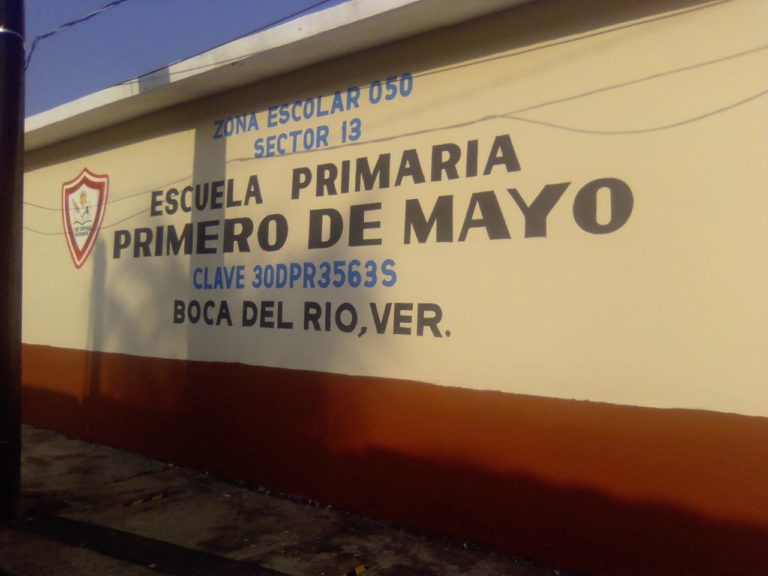 ZONA ESCOLAR 050
SECTOR 13
ESCUELA PRIMARIA
PRIMERO DE MAYO
CLAVE 30DPR3563S
BOCA DEL RIO, VER.